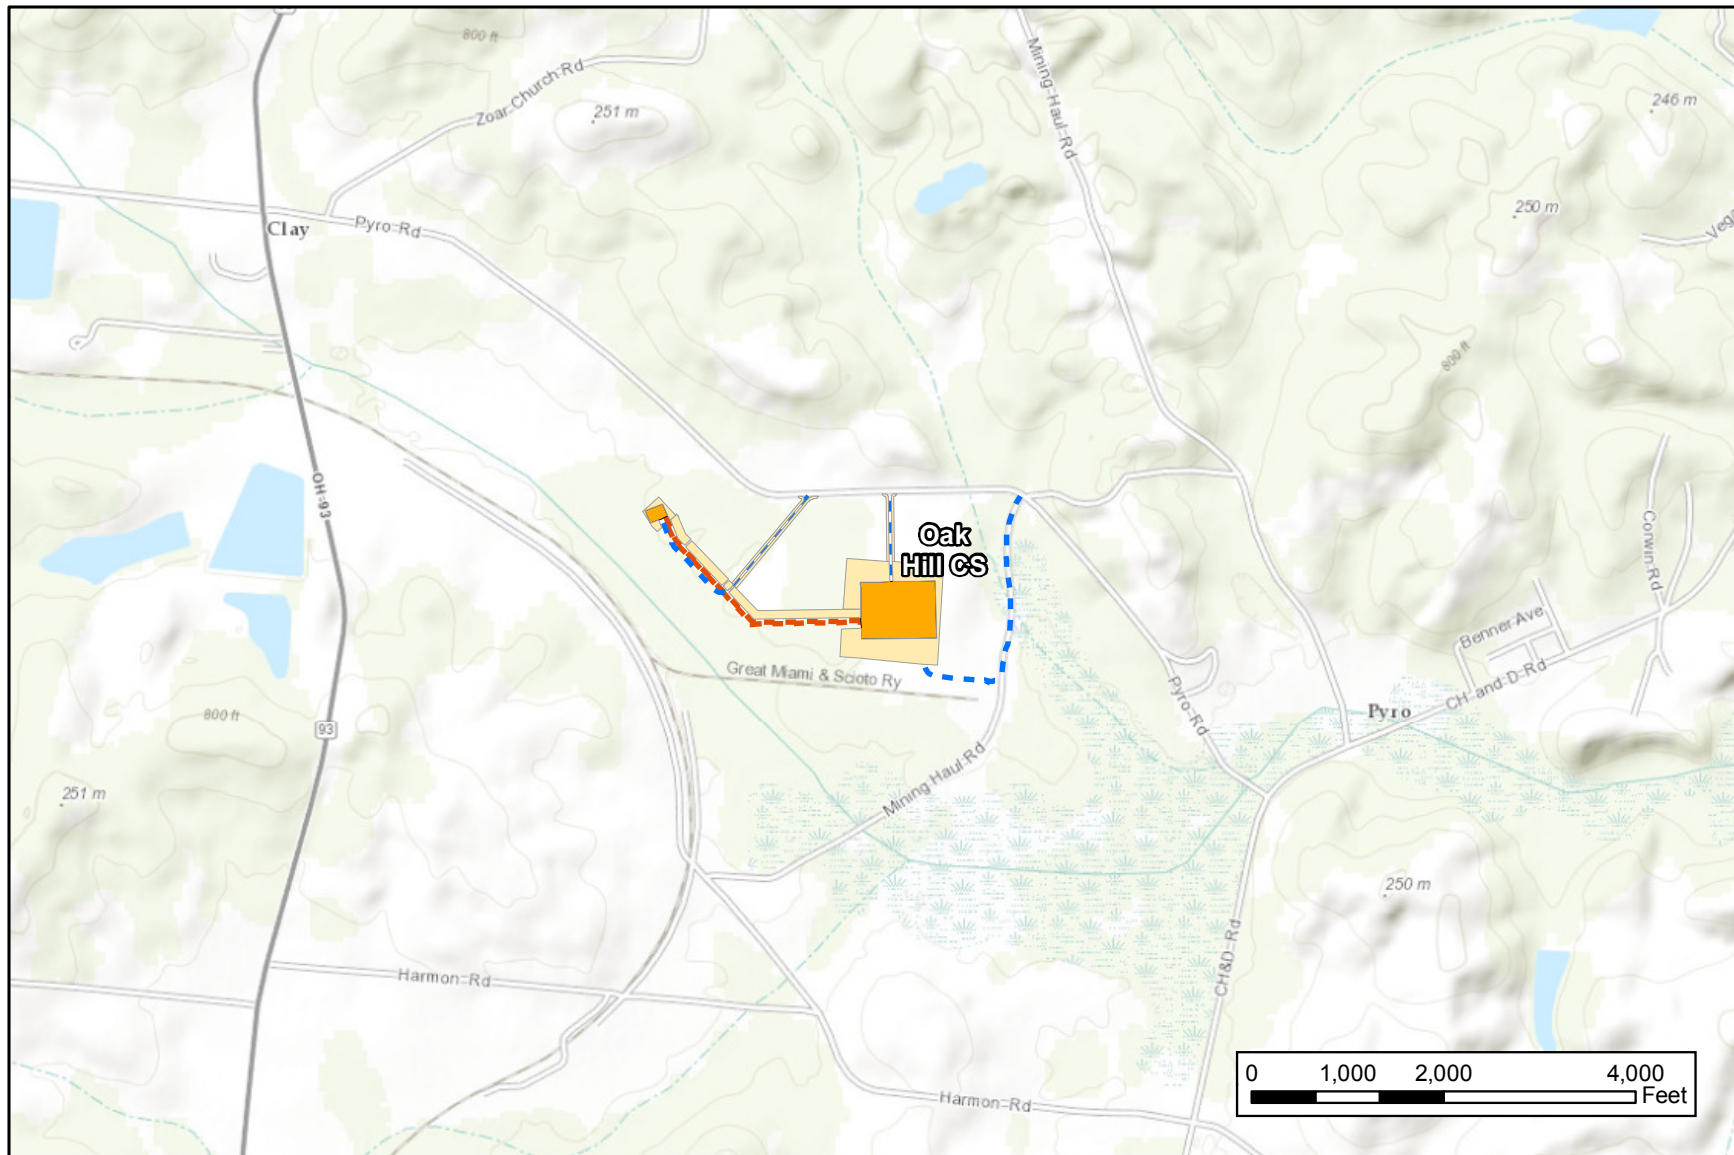 800 ft
Zoar Church Rd
251 m
Mining Haul Rd
246 m
250 m
Clay
Pyro Rd
800 ft
OH-93
Oak
Hill CS
Corwin Rd
Benner Ave
Great Miami & Scioto Ry
CH and D Rd
Pyro Rd
Pyro
800 ft
93
Mining Haul Rd
251 m
250 m
CH&D Rd
Harmon Rd
Harmon Rd
0 1,000 2,000 4,000
Feet